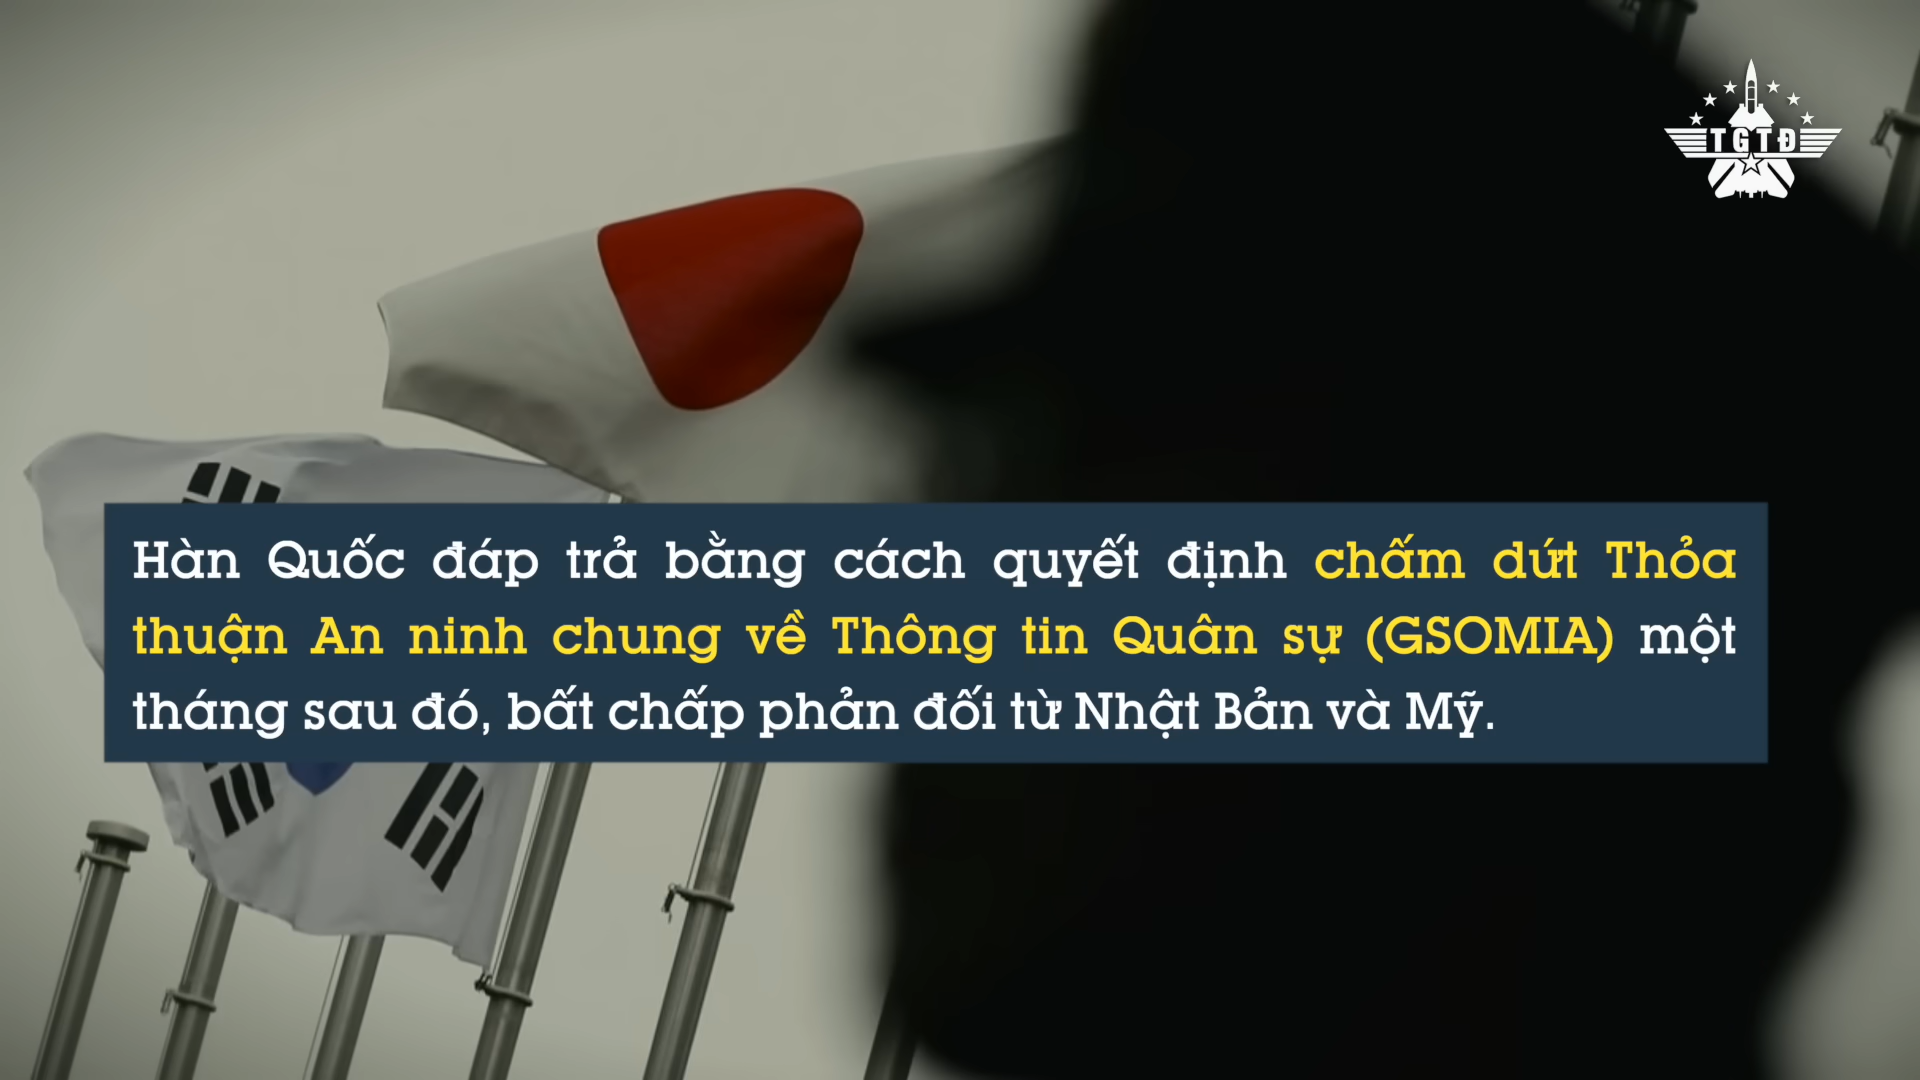 TGTĐ
Hàn Quốc đáp trả bằng cách quyết định chấm dứt Thỏa
thuận An ninh chung về Thông tin Quân sự (GSOMIA) một
tháng sau đó, bất chấp phản đối từ Nhật Bản và Mỹ.